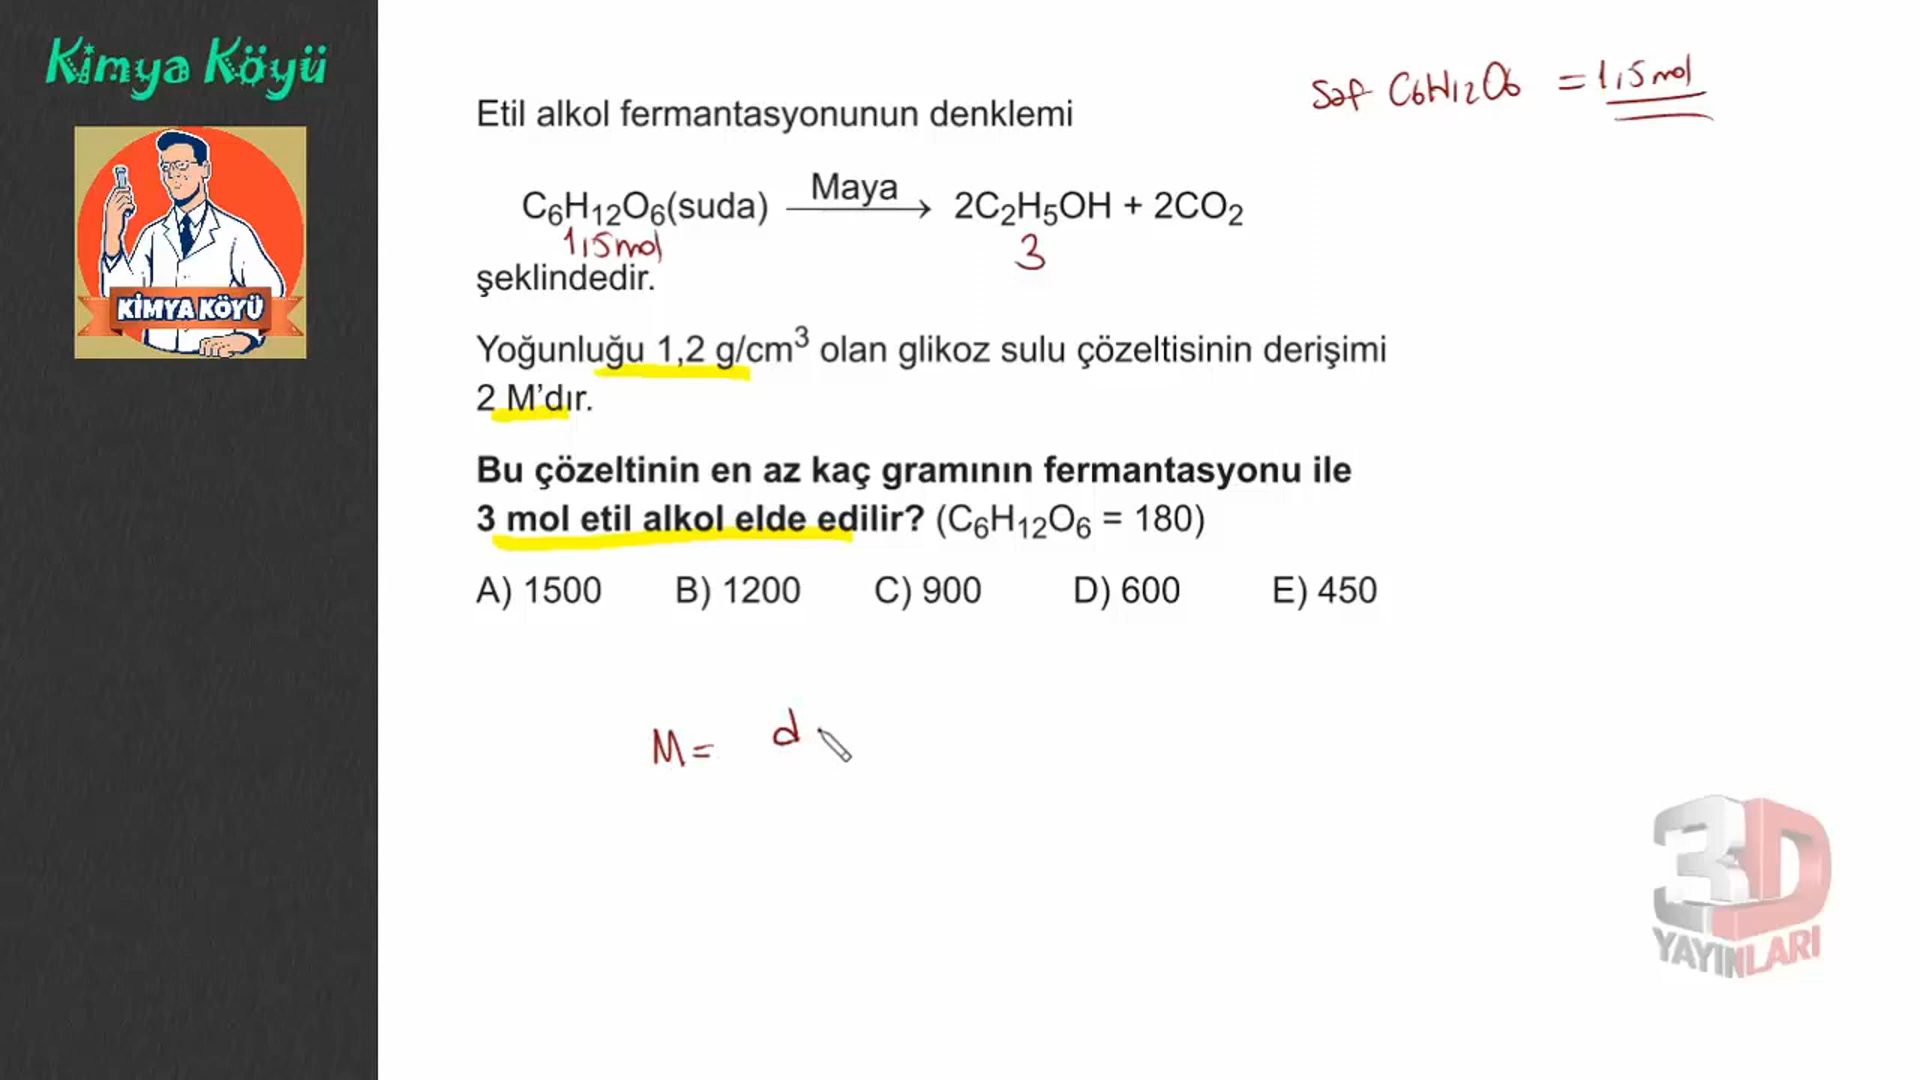 Kimya Köyü
KİMYA KÖYÜ
Saf C₆H₁₂O₆ = 1,5 mol
Etil alkol fermantasyonunun denklemi
C₆H₁₂O₆(suda) Maya → 2C₂H₅OH + 2CO₂
1,5 mol 3
şeklindedir.
Yoğunluğu 1,2 g/cm³ olan glikoz sulu çözeltisinin derişimi
2 M’dır.
Bu çözeltinin en az kaç gramının fermantasyonu ile
3 mol etil alkol elde edilir? (C₆H₁₂O₆ = 180)
A) 1500 B) 1200 C) 900 D) 600 E) 450
M = d
3D
YAYINLARI